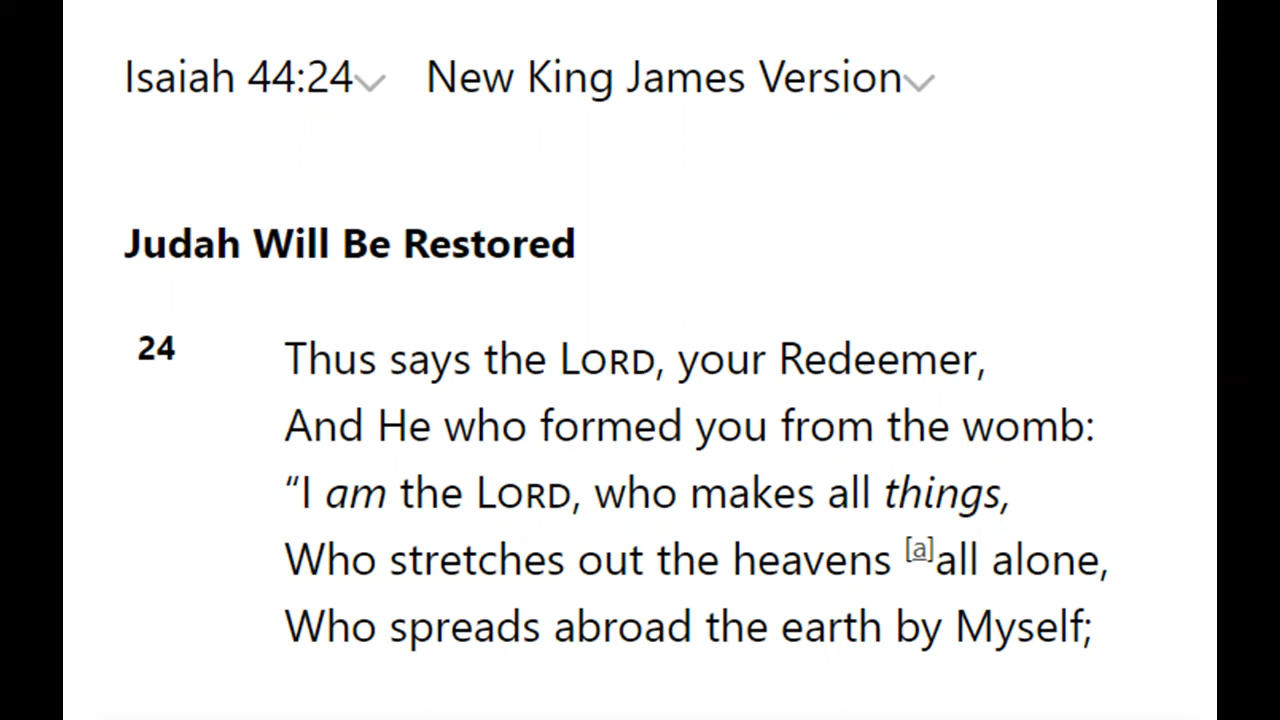 Isaiah 44:24 New King James Version
Judah Will Be Restored
24 Thus says the LORD, your Redeemer,
And He who formed you from the womb:
“I am the LORD, who makes all things,
Who stretches out the heavens [a]all alone,
Who spreads abroad the earth by Myself;